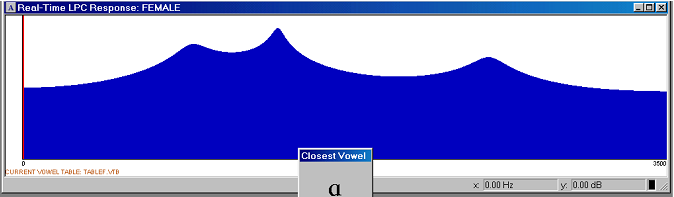 A Real-Time LPC Response: FEMALE
0
3500
Closest Vowel
CURRENT VOWEL TABLE: TABLEF.VTD
ɑ
x: 0.00 Hz y: 0.00 dB